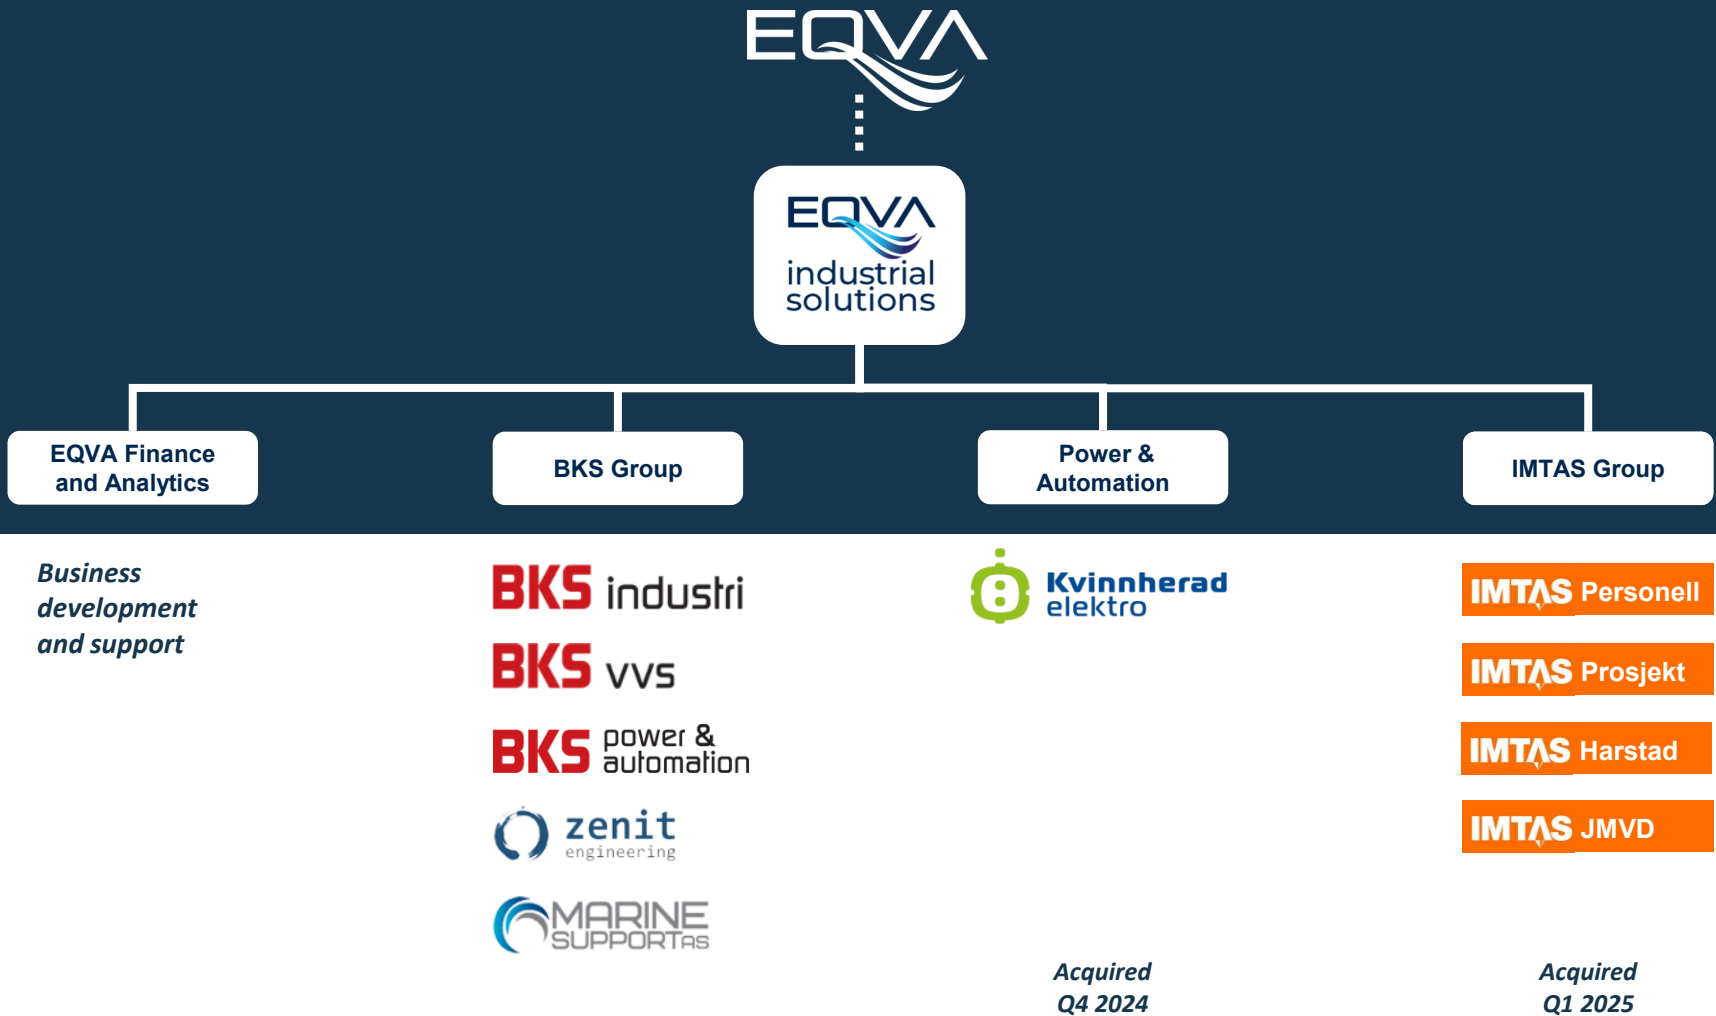 EQVA
EQVA
industrial
solutions
EQVA Finance
and Analytics
BKS Group
Power &
Automation
IMTAS Group
Business
development
and support
BKS industri
BKS vvs
BKS power &
automation
zenit
engineering
MARINE
SUPPORT AS
Kvinnherad
elektro
Acquired
Q4 2024
IMTAS Personell
IMTAS Prosjekt
IMTAS Harstad
IMTAS JMVD
Acquired
Q1 2025